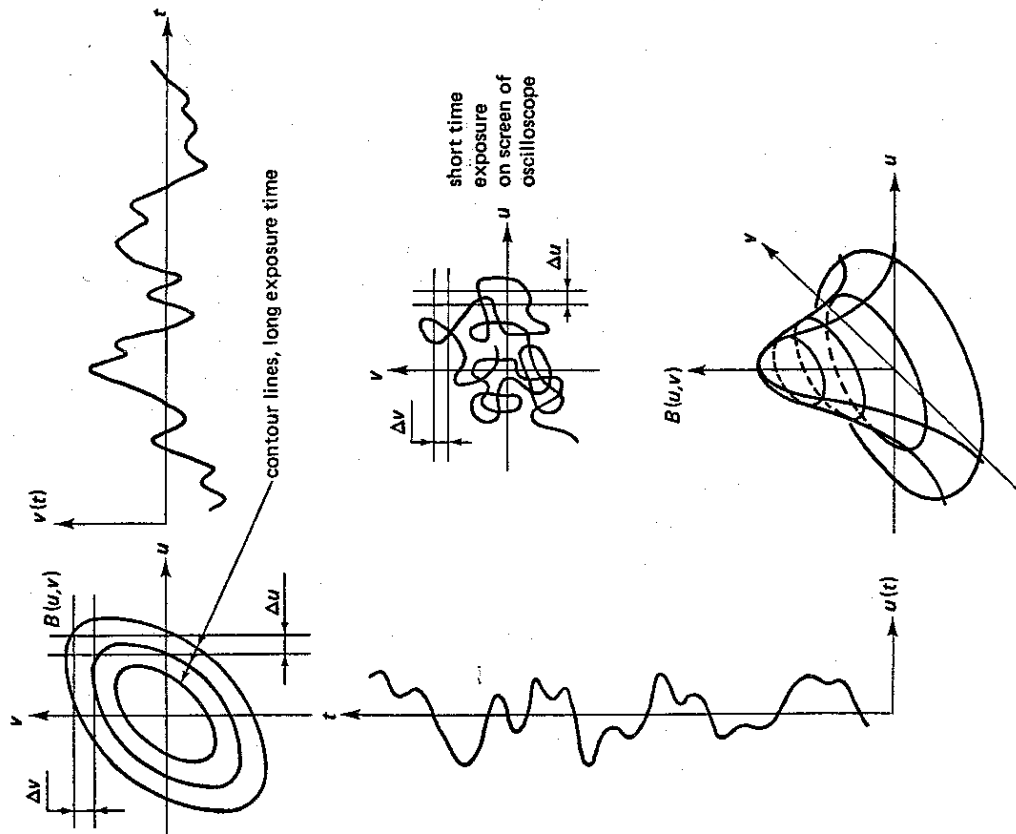 t
v(t)
contour lines, long exposure time
v
B(u,v)
u
Δv
Δu
short time
exposure
on screen of
oscilloscope
v
u
Δv
Δu
t
u(t)
B(u,v)
v
u